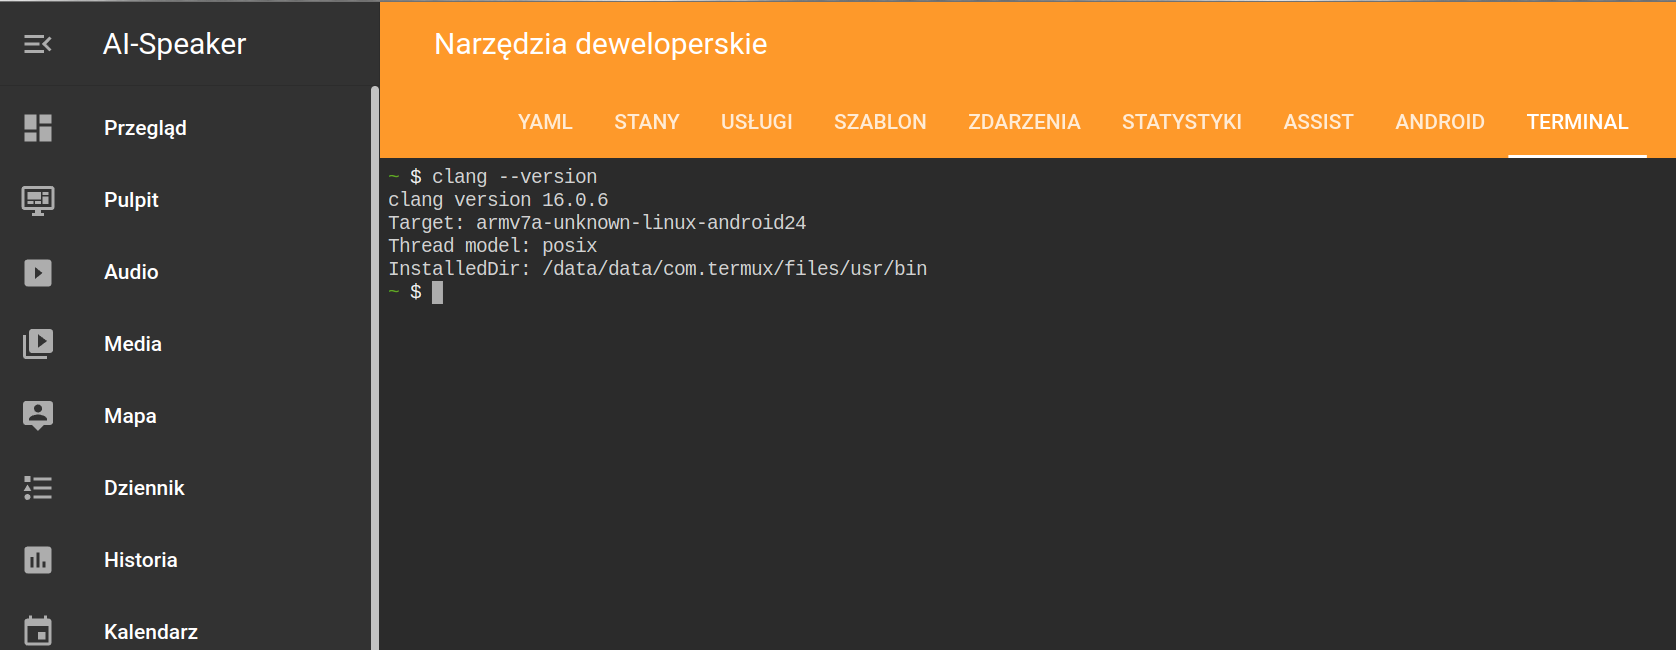 AI-Speaker
Narzędzia deweloperskie
YAML STANY USŁUGI SZABLON ZDARZENIA STATYSTYKI ASSIST ANDROID TERMINAL
Przegląd
Pulpit
Audio
Media
Mapa
Dziennik
Historia
Kalendarz
~ $ clang --version
clang version 16.0.6
Target: armv7a-unknown-linux-android24
Thread model: posix
InstalledDir: /data/data/com.termux/files/usr/bin
~ $